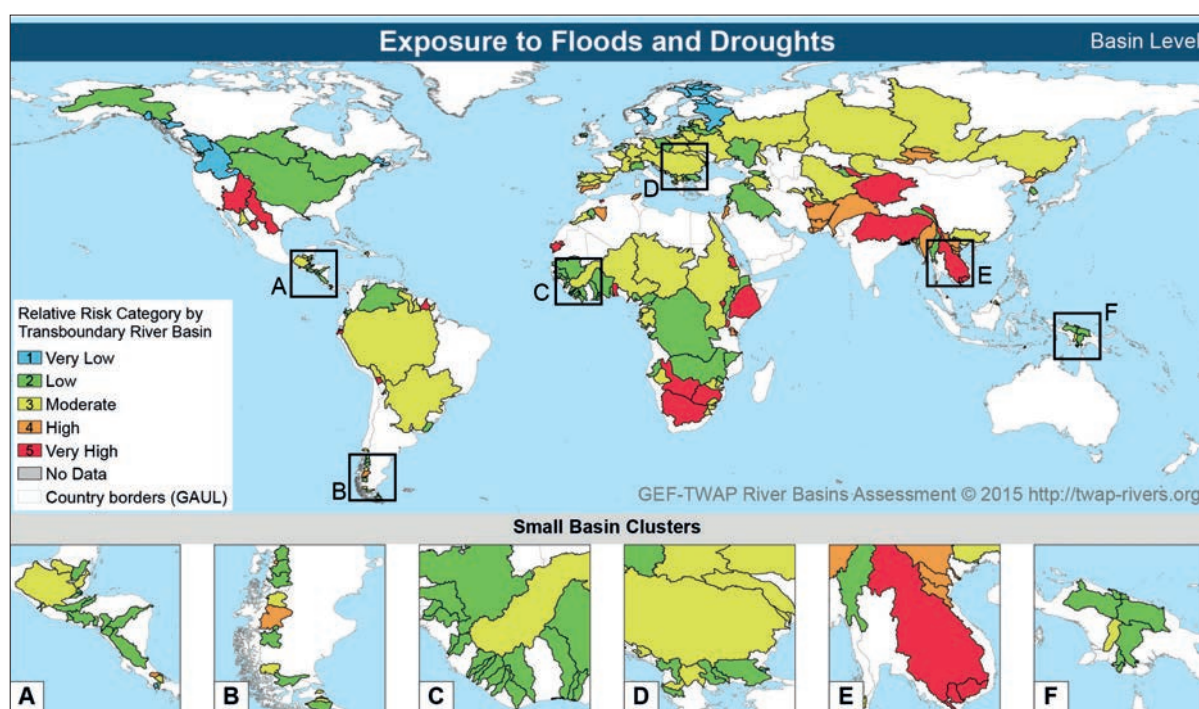 Exposure to Floods and Droughts
Basin Level
A
B
C
D
E
F
Relative Risk Category by
Transboundary River Basin
1 Very Low
2 Low
3 Moderate
4 High
5 Very High
No Data
Country borders (GAUL)
GEF-TWAP River Basins Assessment © 2015 http://twap-rivers.org
Small Basin Clusters
A
B
C
D
E
F